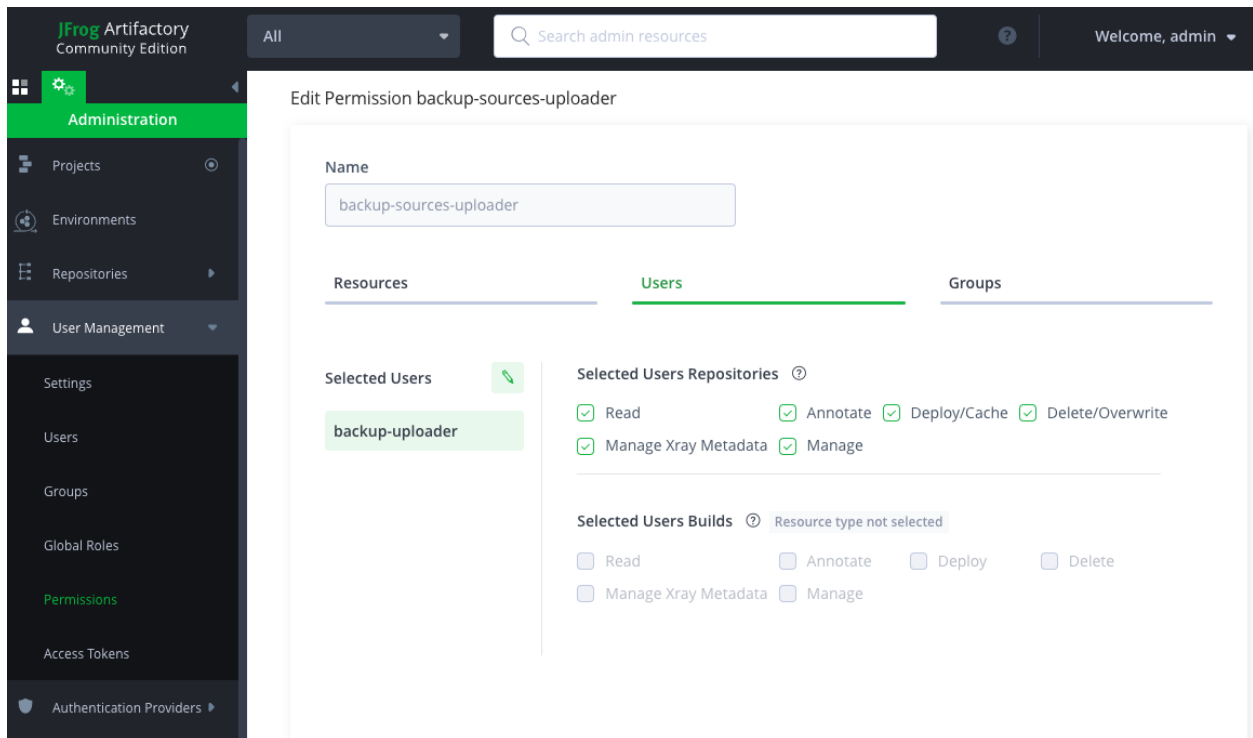 JFrog Artifactory
Community Edition
All
Search admin resources
Welcome, admin
Administration
Projects
Environments
Repositories
User Management
Settings
Users
Groups
Global Roles
Permissions
Access Tokens
Authentication Providers
Edit Permission backup-sources-uploader
Name
backup-sources-uploader
Resources Users Groups
Selected Users
backup-uploader
Selected Users Repositories ?
Read Annotate Deploy/Cache Delete/Overwrite
Manage Xray Metadata Manage
Selected Users Builds ? Resource type not selected
Read Annotate Deploy Delete
Manage Xray Metadata Manage